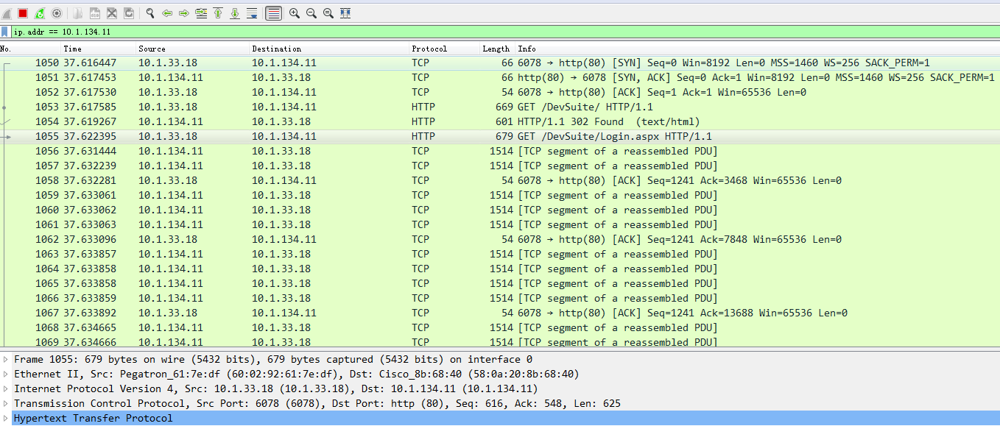 ip.addr == 10.1.134.11
No. Time Source Destination Protocol Length Info
1050 37.616447 10.1.33.18 10.1.134.11 TCP 66 6078 → http(80) [SYN] Seq=0 Win=8192 Len=0 MSS=1460 WS=256 SACK_PERM=1
1051 37.617453 10.1.134.11 10.1.33.18 TCP 66 http(80) → 6078 [SYN, ACK] Seq=0 Ack=1 Win=8192 Len=0 MSS=1460 WS=256 SACK_PERM=1
1052 37.617530 10.1.33.18 10.1.134.11 TCP 54 6078 → http(80) [ACK] Seq=1 Ack=1 Win=65536 Len=0
1053 37.617585 10.1.33.18 10.1.134.11 HTTP 669 GET /DevSuite/ HTTP/1.1
1054 37.619267 10.1.134.11 10.1.33.18 HTTP 601 HTTP/1.1 302 Found (text/html)
1055 37.622395 10.1.33.18 10.1.134.11 HTTP 679 GET /DevSuite/Login.aspx HTTP/1.1
1056 37.631444 10.1.134.11 10.1.33.18 TCP 1514 [TCP segment of a reassembled PDU]
1057 37.632239 10.1.134.11 10.1.33.18 TCP 1514 [TCP segment of a reassembled PDU]
1058 37.632281 10.1.33.18 10.1.134.11 TCP 54 6078 → http(80) [ACK] Seq=1241 Ack=3468 Win=65536 Len=0
1059 37.633061 10.1.134.11 10.1.33.18 TCP 1514 [TCP segment of a reassembled PDU]
1060 37.633062 10.1.134.11 10.1.33.18 TCP 1514 [TCP segment of a reassembled PDU]
1061 37.633063 10.1.134.11 10.1.33.18 TCP 1514 [TCP segment of a reassembled PDU]
1062 37.633096 10.1.33.18 10.1.134.11 TCP 54 6078 → http(80) [ACK] Seq=1241 Ack=7848 Win=65536 Len=0
1063 37.633857 10.1.134.11 10.1.33.18 TCP 1514 [TCP segment of a reassembled PDU]
1064 37.633858 10.1.134.11 10.1.33.18 TCP 1514 [TCP segment of a reassembled PDU]
1065 37.633858 10.1.134.11 10.1.33.18 TCP 1514 [TCP segment of a reassembled PDU]
1066 37.633859 10.1.134.11 10.1.33.18 TCP 1514 [TCP segment of a reassembled PDU]
1067 37.633892 10.1.33.18 10.1.134.11 TCP 54 6078 → http(80) [ACK] Seq=1241 Ack=13688 Win=65536 Len=0
1068 37.634665 10.1.134.11 10.1.33.18 TCP 1514 [TCP segment of a reassembled PDU]
1069 37.634666 10.1.134.11 10.1.33.18 TCP 1514 [TCP segment of a reassembled PDU]
Frame 1055: 679 bytes on wire (5432 bits), 679 bytes captured (5432 bits) on interface 0
Ethernet II, Src: Pegatron_61:7e:df (60:02:92:61:7e:df), Dst: Cisco_8b:68:40 (58:0a:20:8b:68:40)
Internet Protocol Version 4, Src: 10.1.33.18 (10.1.33.18), Dst: 10.1.134.11 (10.1.134.11)
Transmission Control Protocol, Src Port: 6078 (6078), Dst Port: http (80), Seq: 616, Ack: 548, Len: 625
Hypertext Transfer Protocol